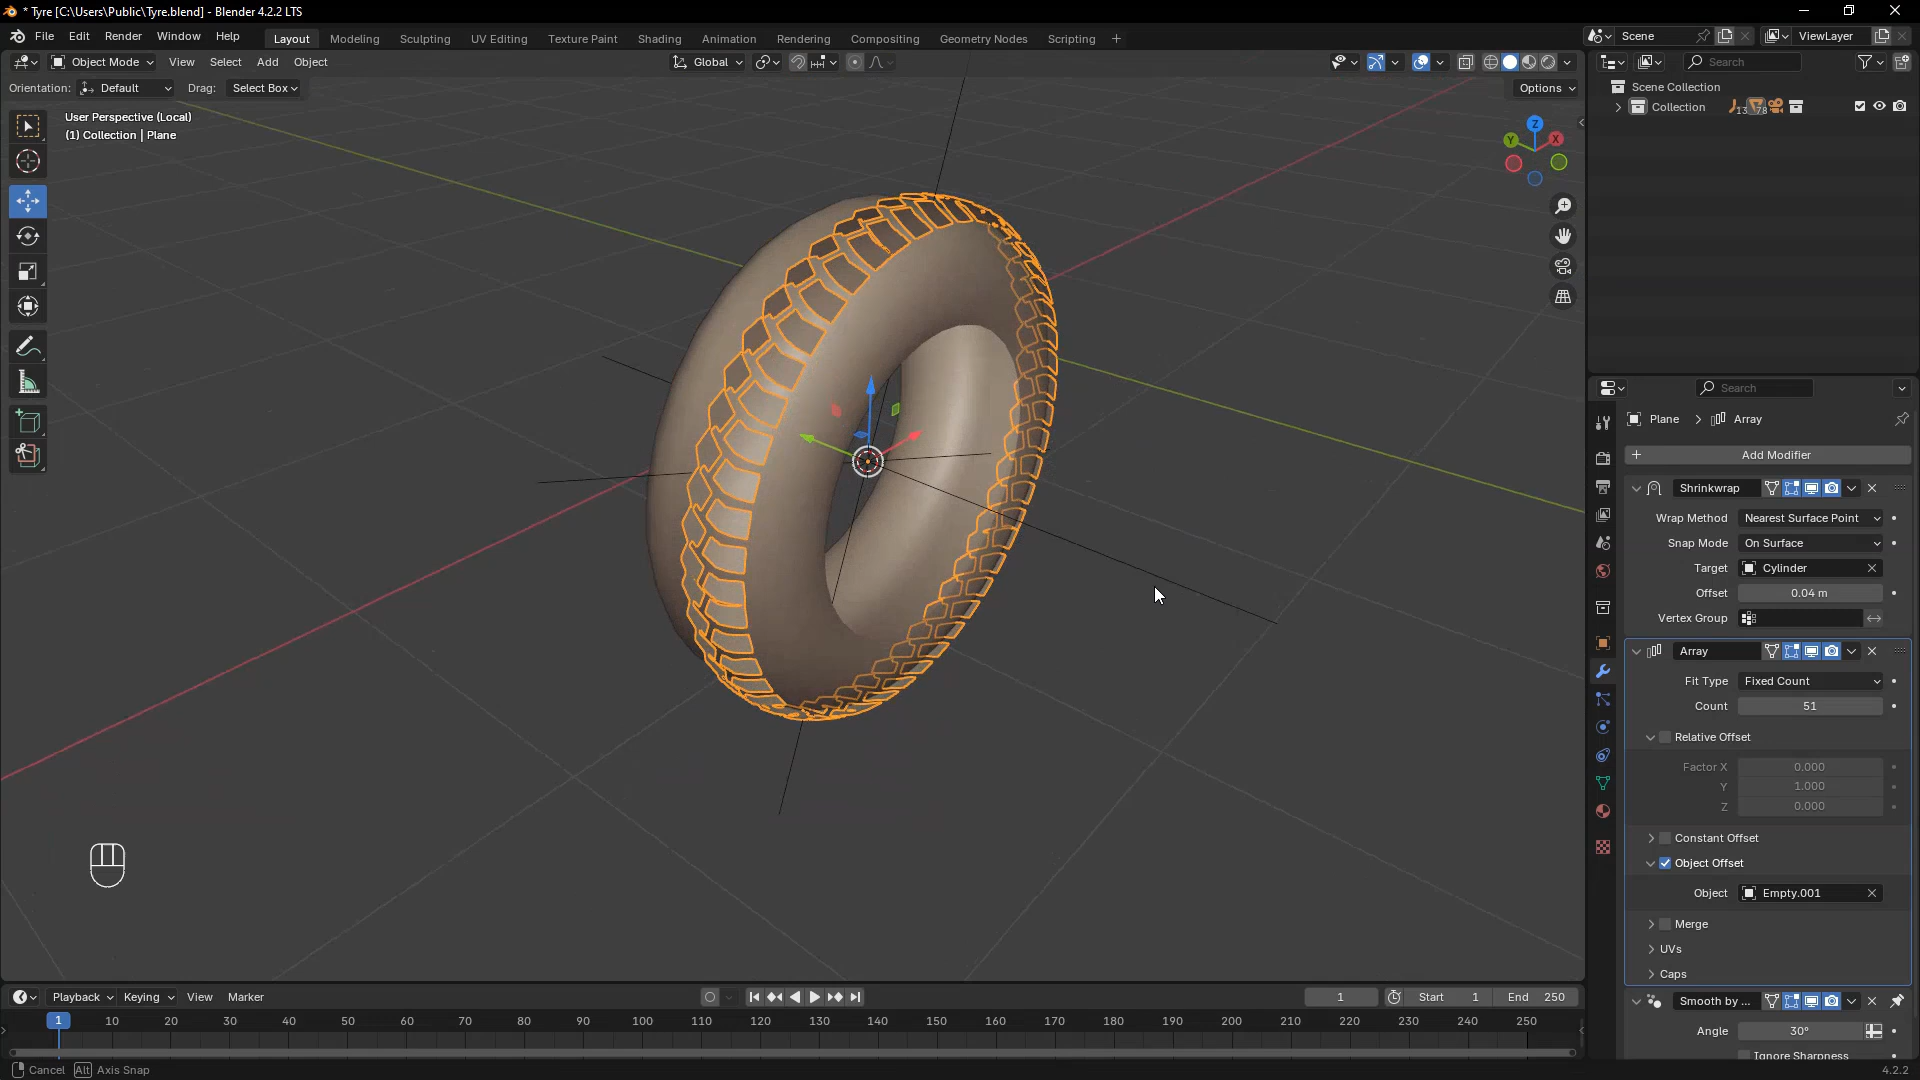 * Tyre [C:\Users\Public\Tyre.blend] - Blender 4.2.2 LTS
File Edit Render Window Help Layout Modeling Sculpting UV Editing Texture Paint Shading Animation Rendering Compositing Geometry Nodes Scripting + Scene ViewLayer
Object Mode View Select Add Object Global Search
Orientation: Default Drag: Select Box Options
Scene Collection
Collection 13 78
User Perspective (Local)
(1) Collection | Plane
Z
Y X
Search
Plane > Array
+ Add Modifier
Shrinkwrap
Wrap Method Nearest Surface Point
Snap Mode On Surface
Target Cylinder
Offset 0.04 m
Vertex Group
Array
Fit Type Fixed Count
Count 51
Relative Offset
Factor X 0.000
Y 1.000
Z 0.000
Constant Offset
Object Offset
Object Empty.001
Merge
UVs
Caps
Smooth by ...
Angle 30°
Ignore Sharpness
Playback Keying View Marker 1 Start 1 End 250
1 10 20 30 40 50 60 70 80 90 100 110 120 130 140 150 160 170 180 190 200 210 220 230 240 250
Cancel Alt Axis Snap 4.2.2